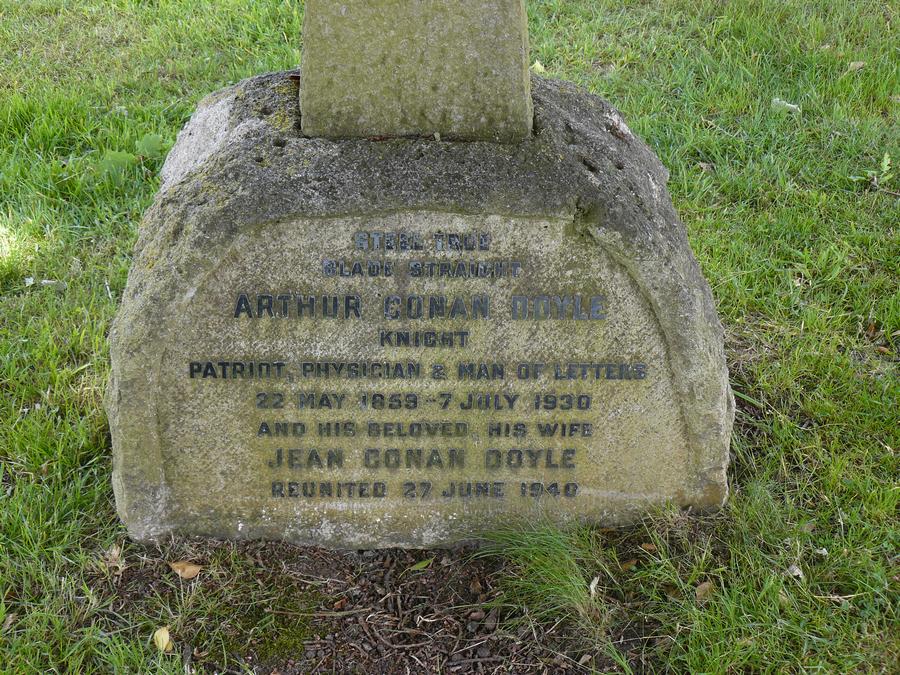 STEEL TRUE
BLADE STRAIGHT
ARTHUR CONAN DOYLE
KNIGHT
PATRIOT, PHYSICIAN & MAN OF LETTERS
22 MAY 1859 - 7 JULY 1930
AND HIS BELOVED, HIS WIFE
JEAN CONAN DOYLE
REUNITED 27 JUNE 1940